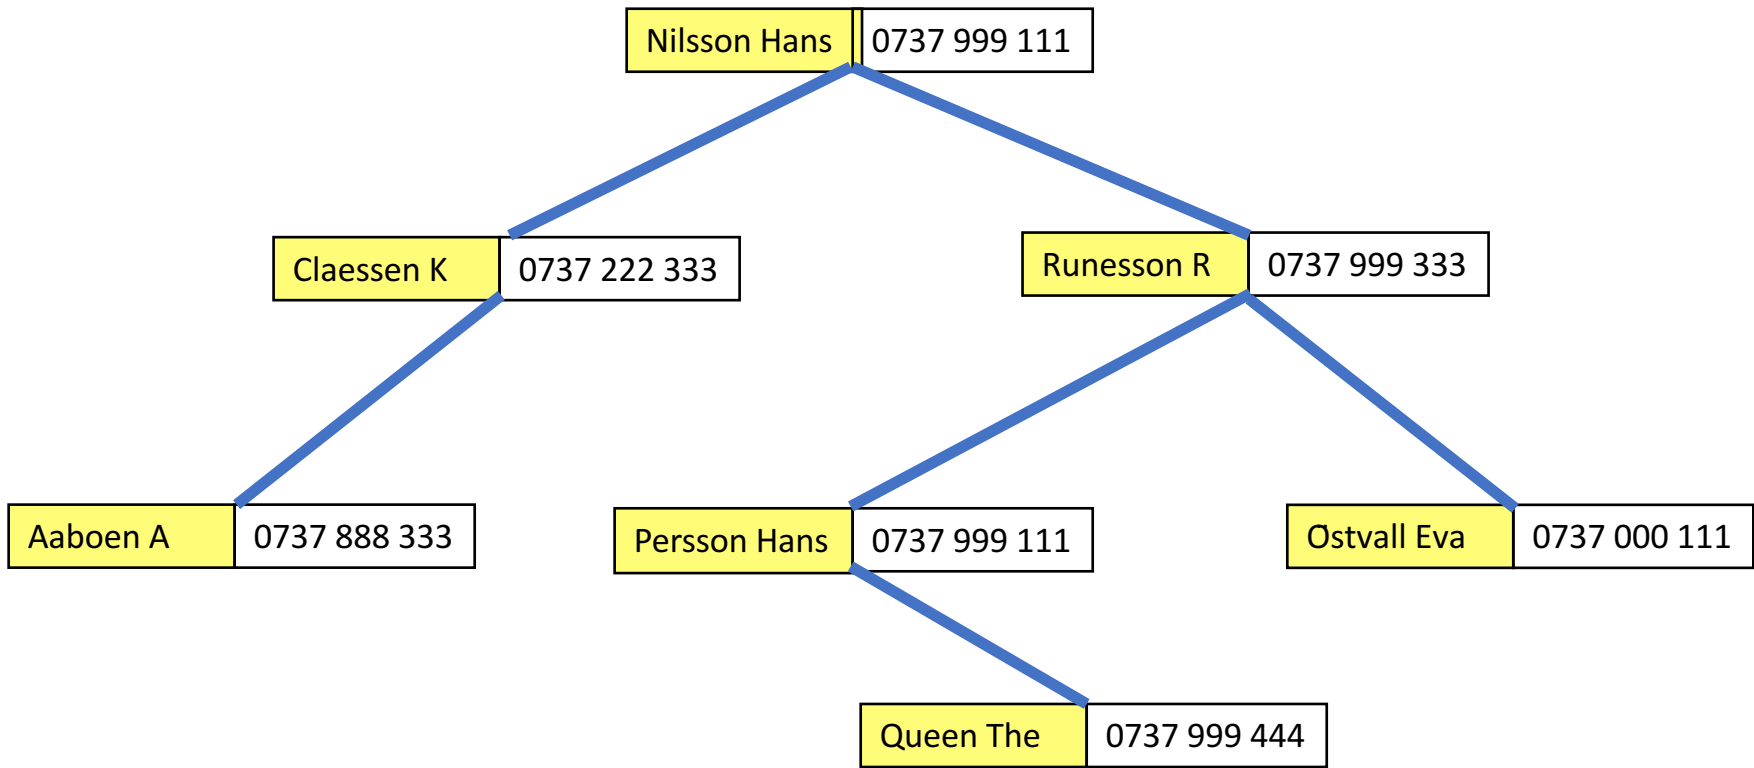 Nilsson Hans 0737 999 111
Claessen K 0737 222 333
Runesson R 0737 999 333
Aaboen A 0737 888 333
Persson Hans 0737 999 111
Östvall Eva 0737 000 111
Queen The 0737 999 444